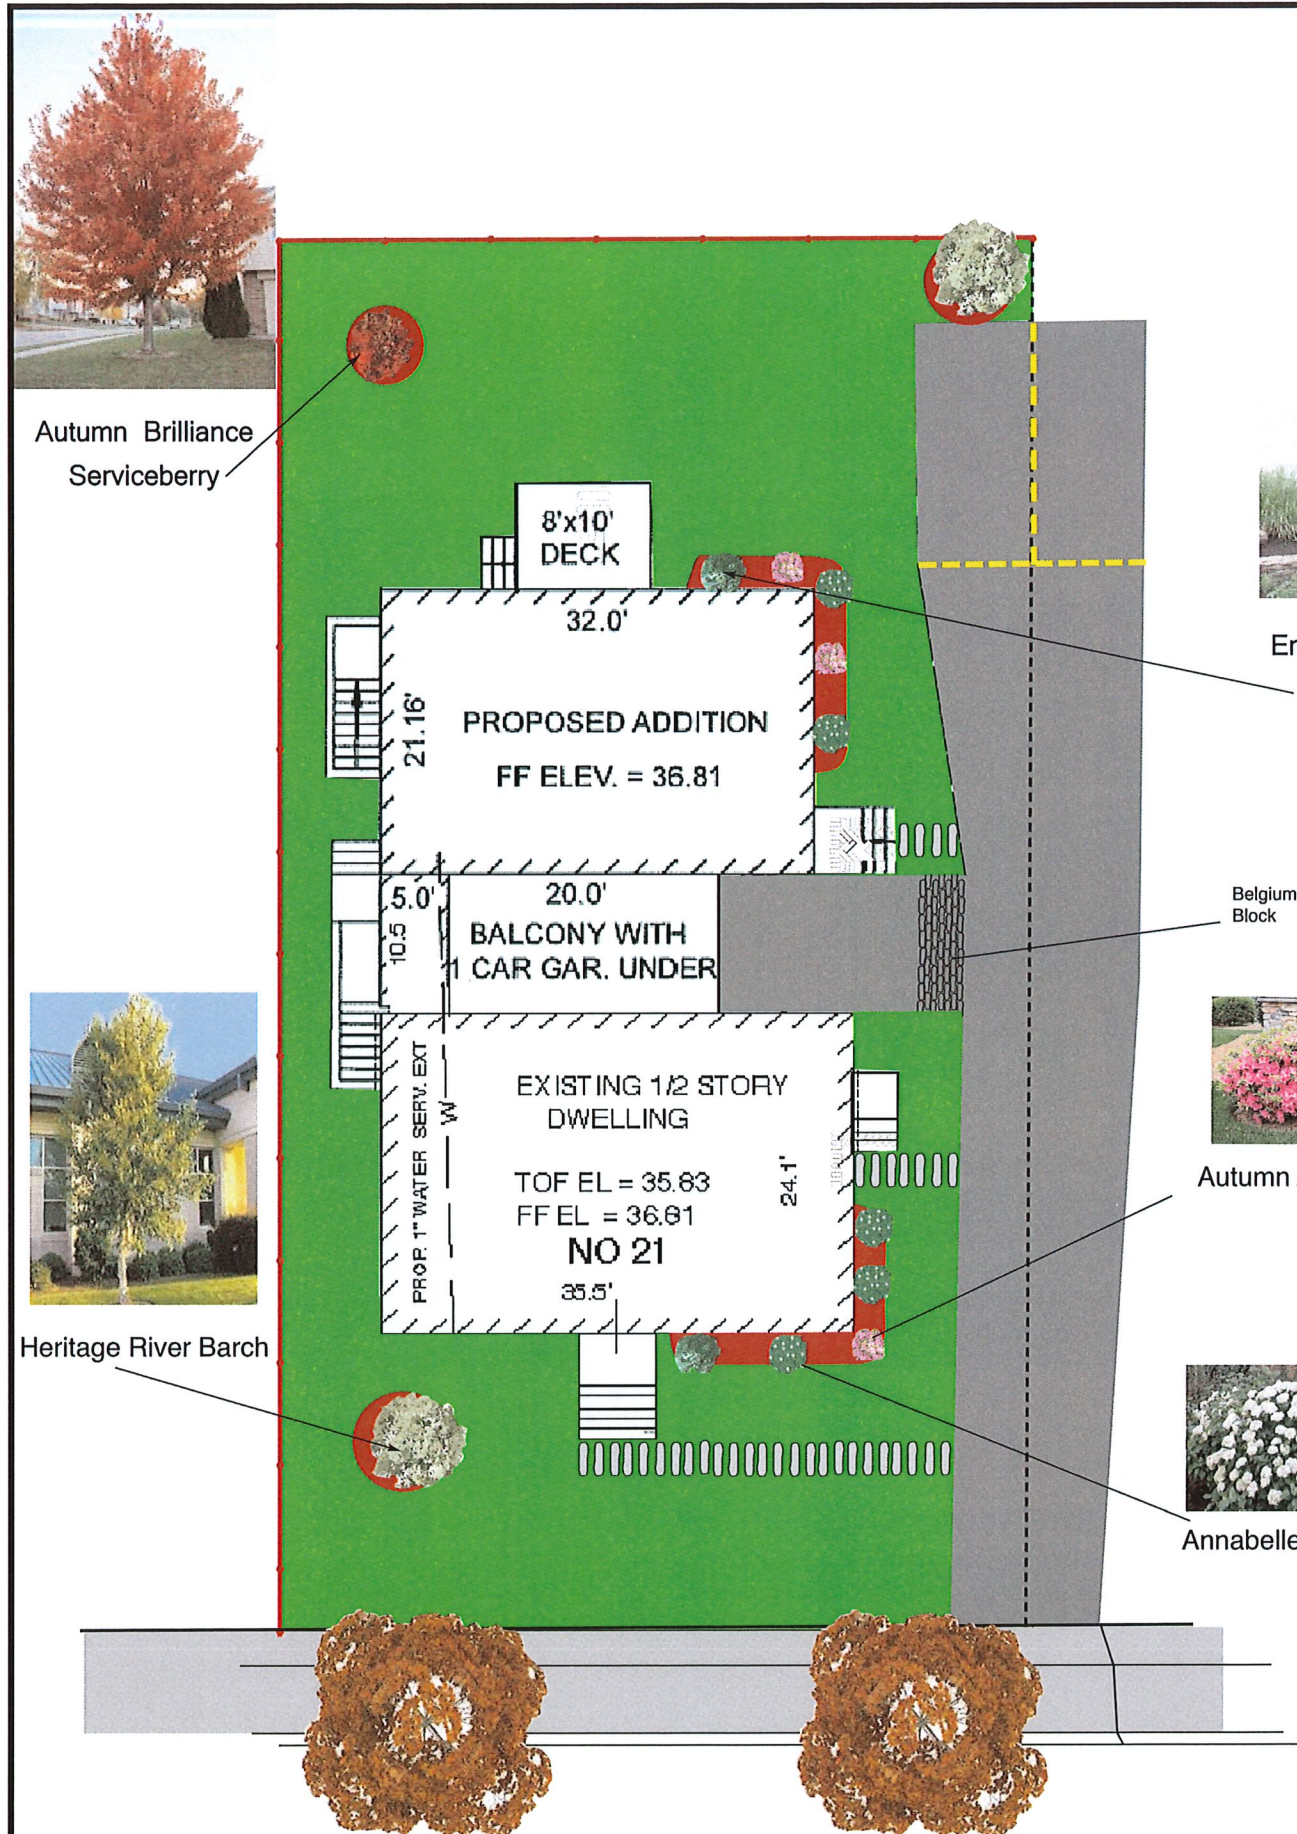 Autumn Brilliance
Serviceberry
8'x10'
DECK
32.0'
21.16'
PROPOSED ADDITION
FF ELEV. = 36.81
5.0'
20.0'
10.5
BALCONY WITH
1 CAR GAR. UNDER
Belgium
Block
PROP. 1" WATER SERV. EXT
W
EXISTING 1/2 STORY
DWELLING
TOF EL = 35.83
FF EL = 36.81
NO 21
24.1'
35.5'
Autumn
Heritage River Barch
Annabelle